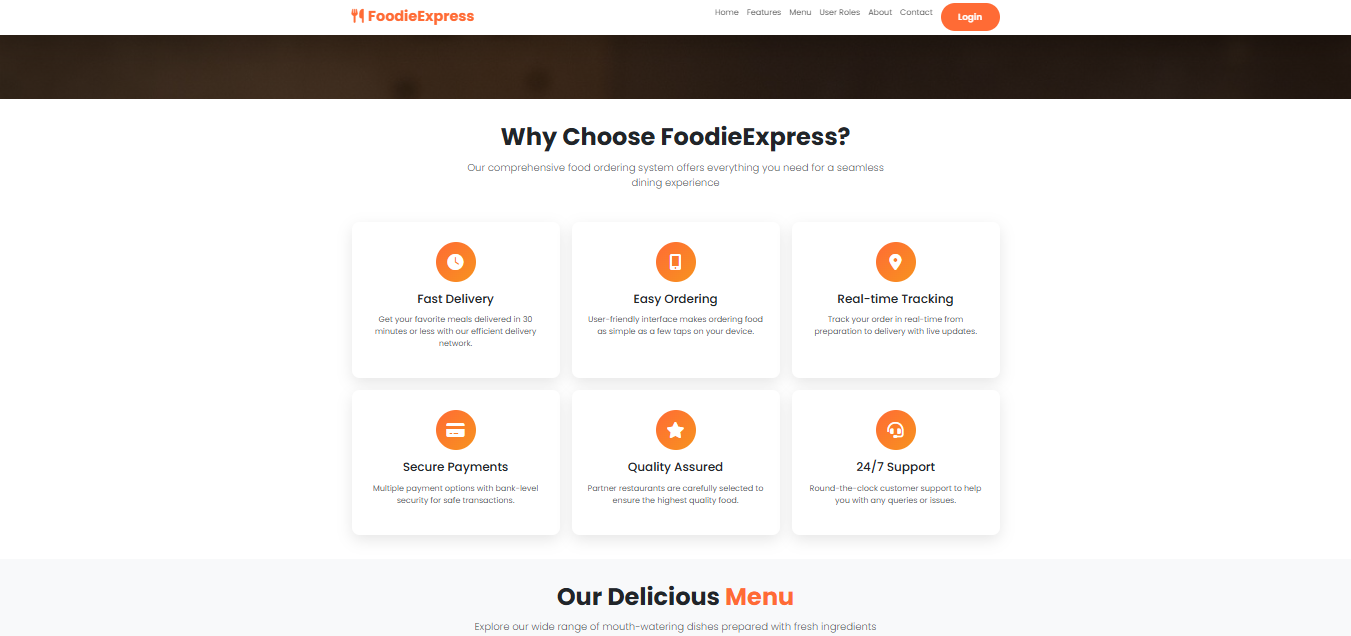 FoodieExpress
Home Features Menu User Roles About Contact Login
Why Choose FoodieExpress?
Our comprehensive food ordering system offers everything you need for a seamless
dining experience
Fast Delivery
Get your favorite meals delivered in 30
minutes or less with our efficient delivery
network.
Easy Ordering
User-friendly interface makes ordering food
as simple as a few taps on your device.
Real-time Tracking
Track your order in real-time from
preparation to delivery with live updates.
Secure Payments
Multiple payment options with bank-level
security for safe transactions.
Quality Assured
Partner restaurants are carefully selected to
ensure the highest quality food.
24/7 Support
Round-the-clock customer support to help
you with any queries or issues.
Our Delicious Menu
Explore our wide range of mouth-watering dishes prepared with fresh ingredients